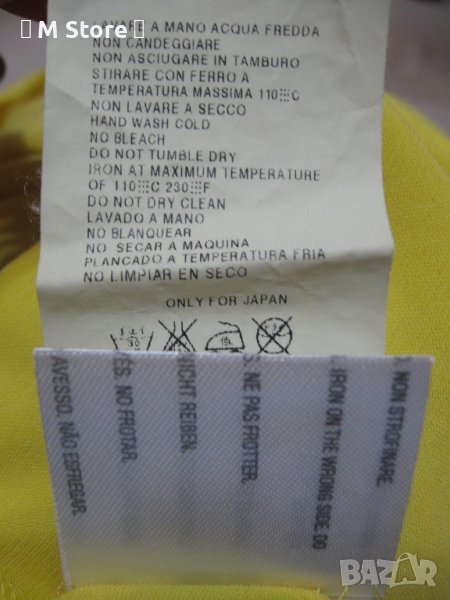 M Store
LAVARE A MANO ACQUA FREDDA
NON CANDEGGIARE
NON ASCIUGARE IN TAMBURO
STIRARE CON FERRO A
TEMPERATURA MASSIMA 110 C
NON LAVARE A SECCO
HAND WASH COLD
NO BLEACH
DO NOT TUMBLE DRY
IRON AT MAXIMUM TEMPERATURE
OF 110 C 230 F
DO NOT DRY CLEAN
LAVADO A MANO
NO BLANQUEAR
NO SECAR A MAQUINA
PLANCADO A TEMPERATURA FRIA
NO LIMPIAR EN SECO
ONLY FOR JAPAN
NON STROFINARE.
IRON ON THE WRONG SIDE, DO
NE PAS FROTTER.
NICHT REIBEN.
NO FROTAR.
AVESSO. NÃO ESFREGAR.
BAZAR.bg